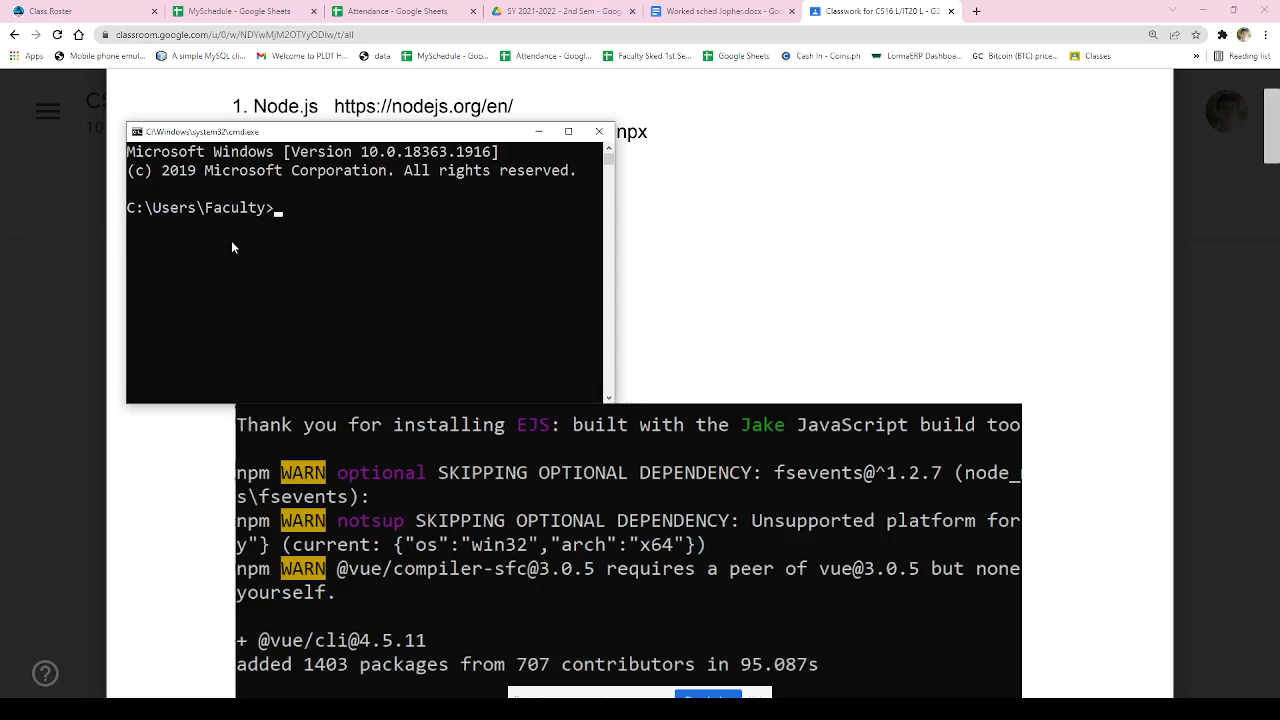 Class Roster
MySchedule - Google Sheets
Attendance - Google Sheets
SY 2021-2022 - 2nd Sem - Goog
Worked sched Jopher.docx - Goo
Classwork for CS16 L/IT20 L - G2
classroom.google.com/u/0/w/NDYwMjM2OTYyODIw/t/all
Apps
Mobile phone emul...
A simple MySQL cli...
Welcome to PLDT H...
data
MySchedule - Goo...
Attendance - Googl...
Faculty Sked 1st Se...
Google Sheets
Cash In - Coins.ph
LormaERP Dashbo...
GC Bitcoin (BTC) price...
Classes
Reading list
1. Node.js https://nodejs.org/en/
npx
C:\Windows\system32\cmd.exe
Microsoft Windows [Version 10.0.18363.1916]
(c) 2019 Microsoft Corporation. All rights reserved.
C:\Users\Faculty>
Thank you for installing EJS: built with the Jake JavaScript build too
npm WARN optional SKIPPING OPTIONAL DEPENDENCY: fsevents@^1.2.7 (node_
s\fsevents):
npm WARN notsup SKIPPING OPTIONAL DEPENDENCY: Unsupported platform for
y"} (current: {"os":"win32","arch":"x64"})
npm WARN @vue/compiler-sfc@3.0.5 requires a peer of vue@3.0.5 but none
yourself.
+ @vue/cli@4.5.11
added 1403 packages from 707 contributors in 95.087s